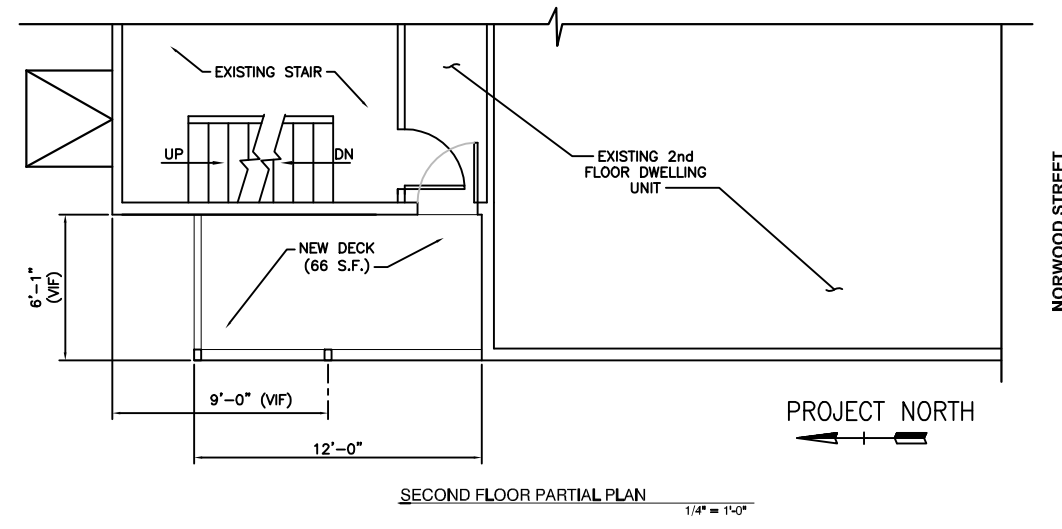 EXISTING STAIR
UP
DN
EXISTING 2nd
FLOOR DWELLING
UNIT
NORWOOD STREET
NEW DECK
(66 S.F.)
6'-1"
(VIF)
9'-0" (VIF)
12'-0"
PROJECT NORTH
SECOND FLOOR PARTIAL PLAN
1/4" = 1'-0"